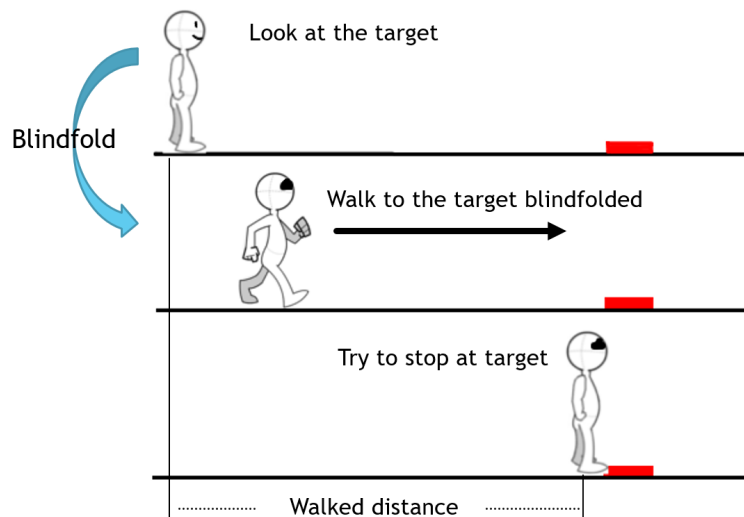 Look at the target
Blindfold
Walk to the target blindfolded
Try to stop at target
Walked distance